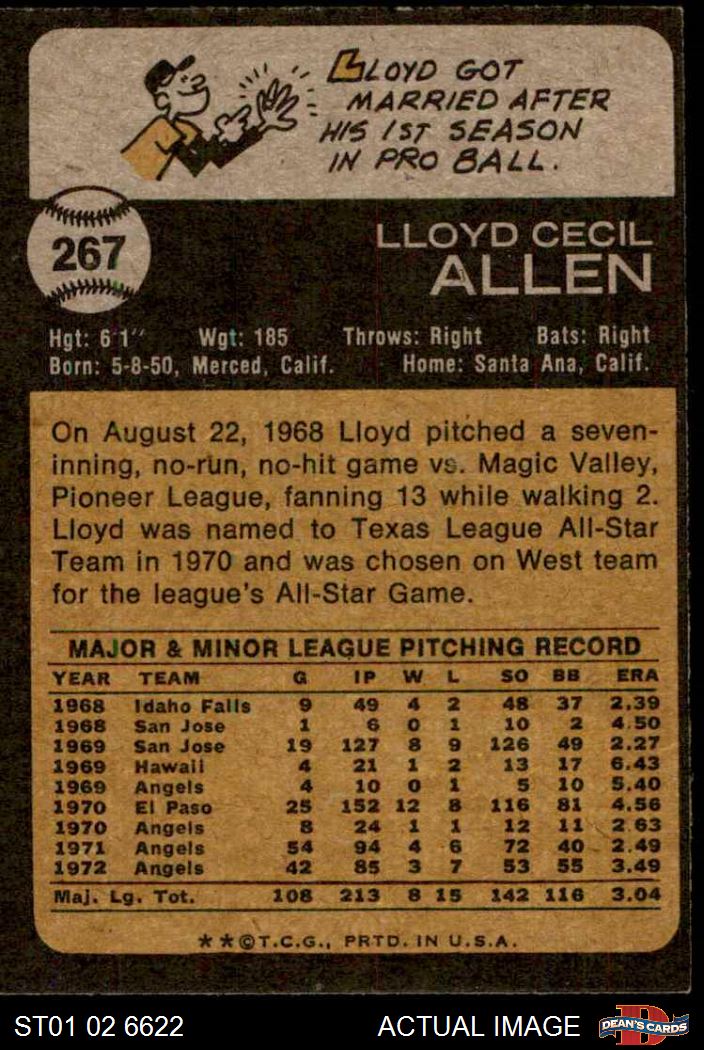 LLOYD GOT
MARRIED AFTER
HIS 1ST SEASON
IN PRO BALL.
267
LLOYD CECIL
ALLEN
Hgt: 6'1" Wgt: 185 Throws: Right Bats: Right
Born: 5-8-50, Merced, Calif. Home: Santa Ana, Calif.
On August 22, 1968 Lloyd pitched a seven-
inning, no-run, no-hit game vs. Magic Valley,
Pioneer League, fanning 13 while walking 2.
Lloyd was named to Texas League All-Star
Team in 1970 and was chosen on West team
for the league's All-Star Game.
MAJOR & MINOR LEAGUE PITCHING RECORD
YEAR TEAM G IP W L SO BB ERA
1968 Idaho Falls 9 49 4 2 48 37 2.39
1968 San Jose 1 6 0 1 10 2 4.50
1969 San Jose 19 127 8 9 126 49 2.27
1969 Hawaii 4 21 1 2 13 17 6.43
1969 Angels 4 10 0 1 5 10 5.40
1970 El Paso 25 152 12 8 116 81 4.56
1970 Angels 8 24 1 1 12 11 2.63
1971 Angels 54 94 4 6 72 40 2.49
1972 Angels 42 85 3 7 53 55 3.49
Maj. Lg. Tot. 108 213 8 15 142 116 3.04
**©T.C.G., PRTD. IN U.S.A.
ST01 02 6622 ACTUAL IMAGE D DEAN'S CARDS